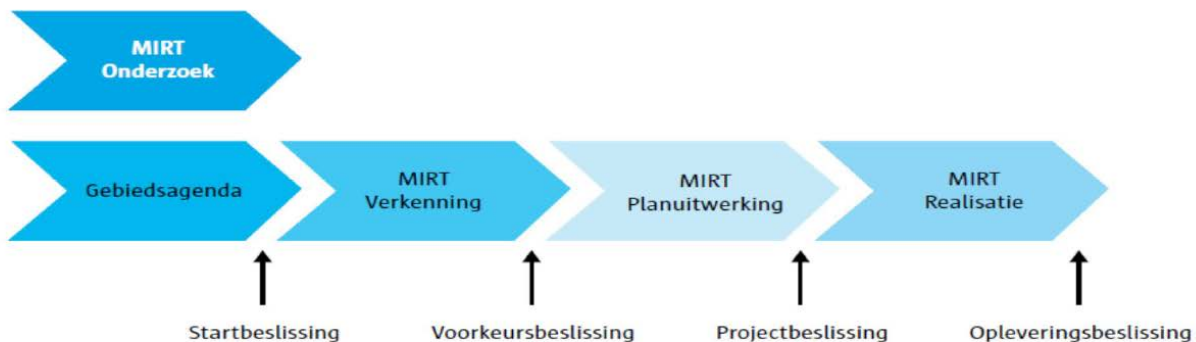 MIRT
Onderzoek
Gebiedsagenda
MIRT
Verkenning
MIRT
Planuitwerking
MIRT
Realisatie
Startbeslissing
Voorkeursbeslissing
Projectbeslissing
Opleveringsbeslissing